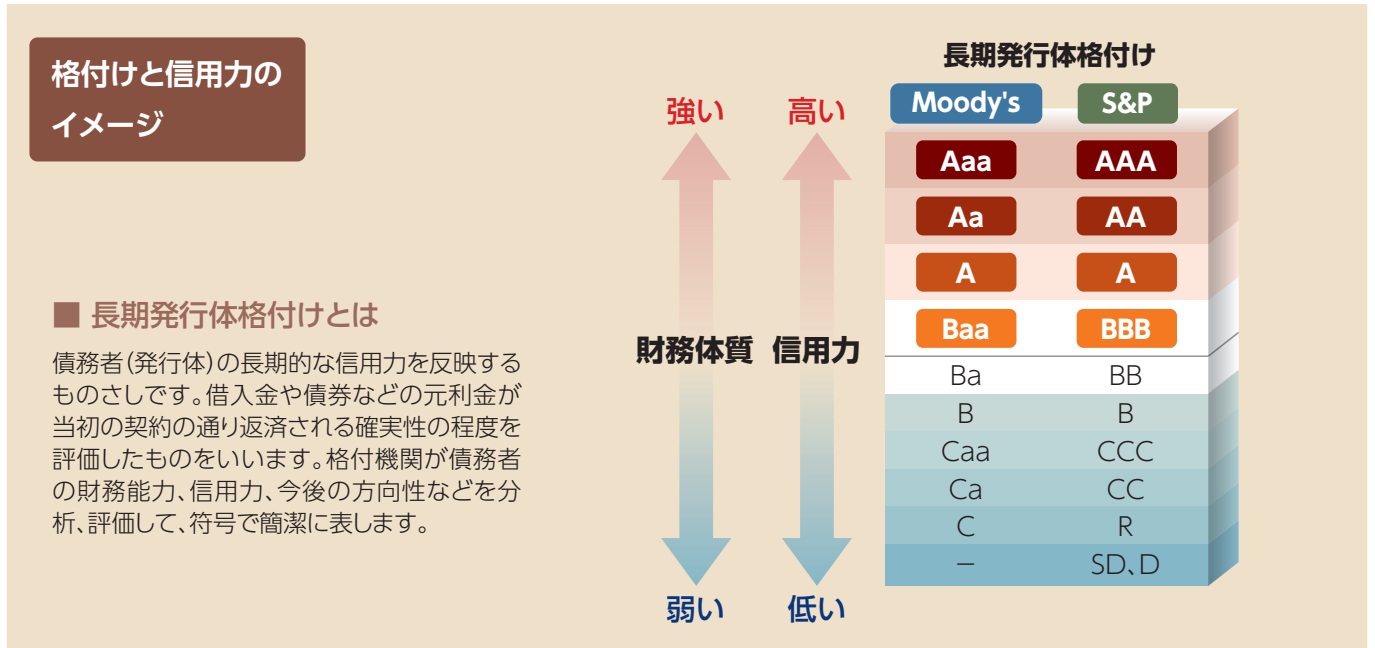 格付けと信用力の
イメージ
■ 長期発行体格付けとは
債務者(発行体)の長期的な信用力を反映する
ものさしです。借入金や債券などの元利金が
当初の契約の通り返済される確実性の程度を
評価したものをいいます。格付機関が債務者
の財務能力、信用力、今後の方向性などを分
析、評価して、符号で簡潔に表します。
強い 高い
財務体質 信用力
弱い 低い
長期発行体格付け
Moody's S&P
Aaa AAA
Aa AA
A A
Baa BBB
Ba BB
B B
Caa CCC
Ca CC
C R
– SD、D